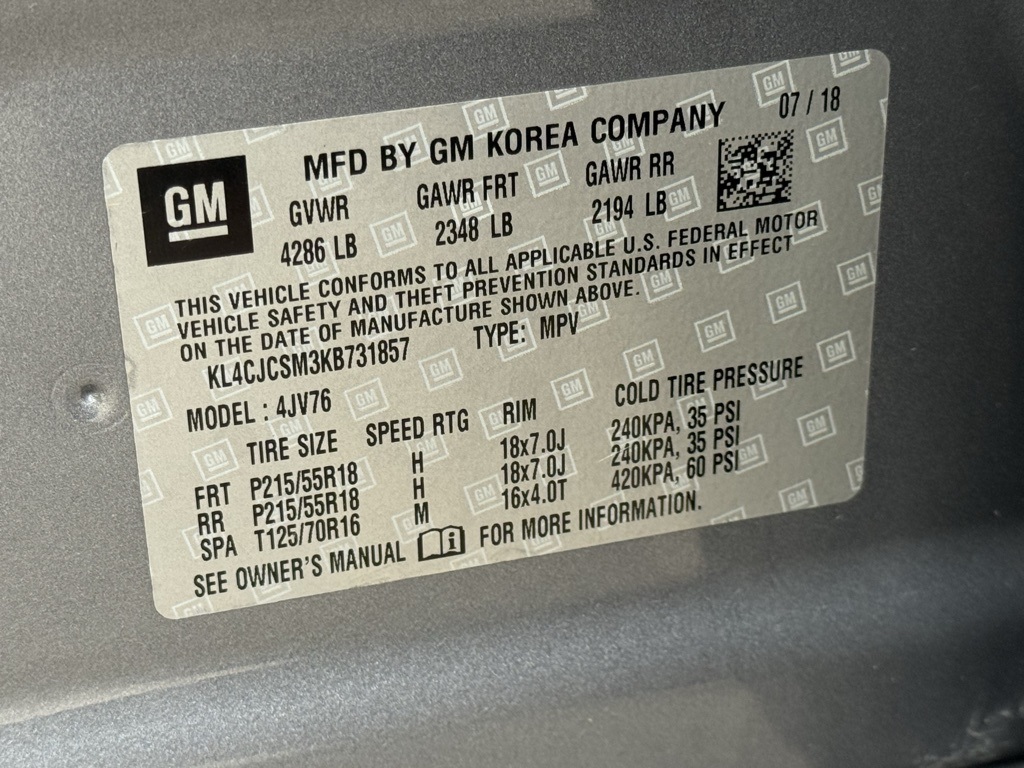 GM
MFD BY GM KOREA COMPANY 07 / 18
GVWR GAWR FRT GAWR RR
4286 LB 2348 LB 2194 LB
THIS VEHICLE CONFORMS TO ALL APPLICABLE U.S. FEDERAL MOTOR
VEHICLE SAFETY AND THEFT PREVENTION STANDARDS IN EFFECT
ON THE DATE OF MANUFACTURE SHOWN ABOVE.
KL4CJCSM3KB731857 TYPE: MPV
MODEL : 4JV76
TIRE SIZE SPEED RTG RIM COLD TIRE PRESSURE
FRT P215/55R18 H 18x7.0J 240KPA, 35 PSI
RR P215/55R18 H 18x7.0J 240KPA, 35 PSI
SPA T125/70R16 M 16x4.0T 420KPA, 60 PSI
SEE OWNER'S MANUAL i FOR MORE INFORMATION.